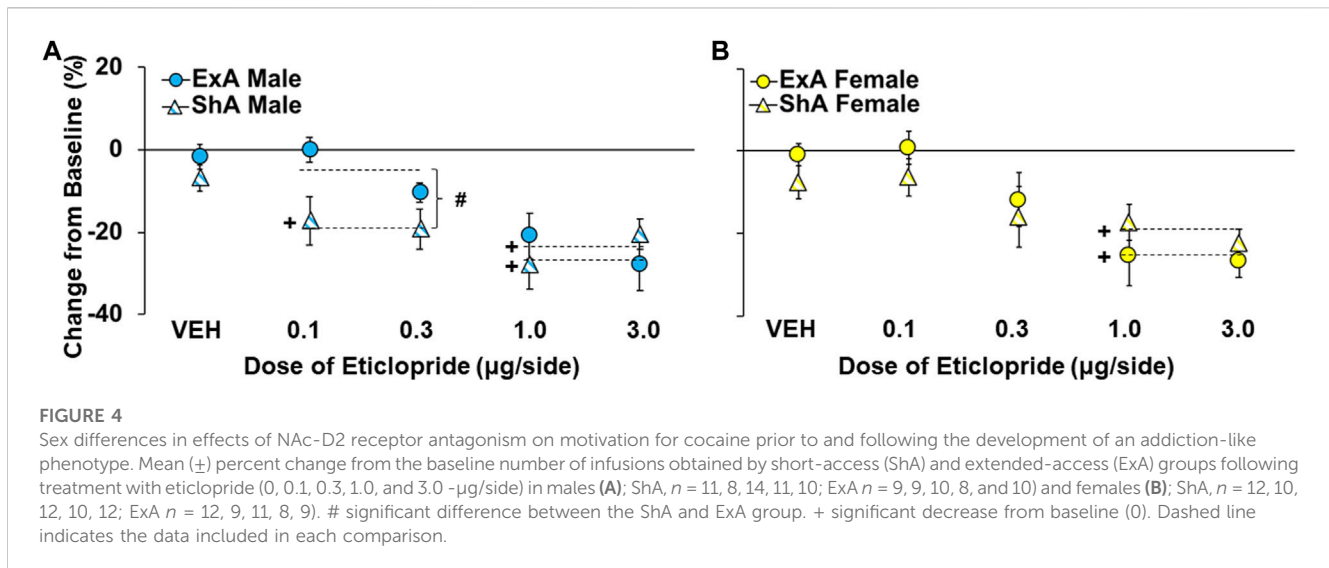 A
B
Change from Baseline (%)
20
0
-20
-40
ExA Male
ShA Male
+
#
+
+
VEH 0.1 0.3 1.0 3.0
Dose of Eticlopride (µg/side)
ExA Female
ShA Female
+
+
VEH 0.1 0.3 1.0 3.0
Dose of Eticlopride (µg/side)
FIGURE 4
Sex differences in effects of NAc-D2 receptor antagonism on motivation for cocaine prior to and following the development of an addiction-like
phenotype. Mean (±) percent change from the baseline number of infusions obtained by short-access (ShA) and extended-access (ExA) groups following
treatment with eticlopride (0, 0.1, 0.3, 1.0, and 3.0 -µg/side) in males (A); ShA, n = 11, 8, 14, 11, 10; ExA n = 9, 9, 10, 8, and 10) and females (B); ShA, n = 12, 10,
12, 10, 12; ExA n = 12, 9, 11, 8, 9). # significant difference between the ShA and ExA group. + significant decrease from baseline (0). Dashed line
indicates the data included in each comparison.